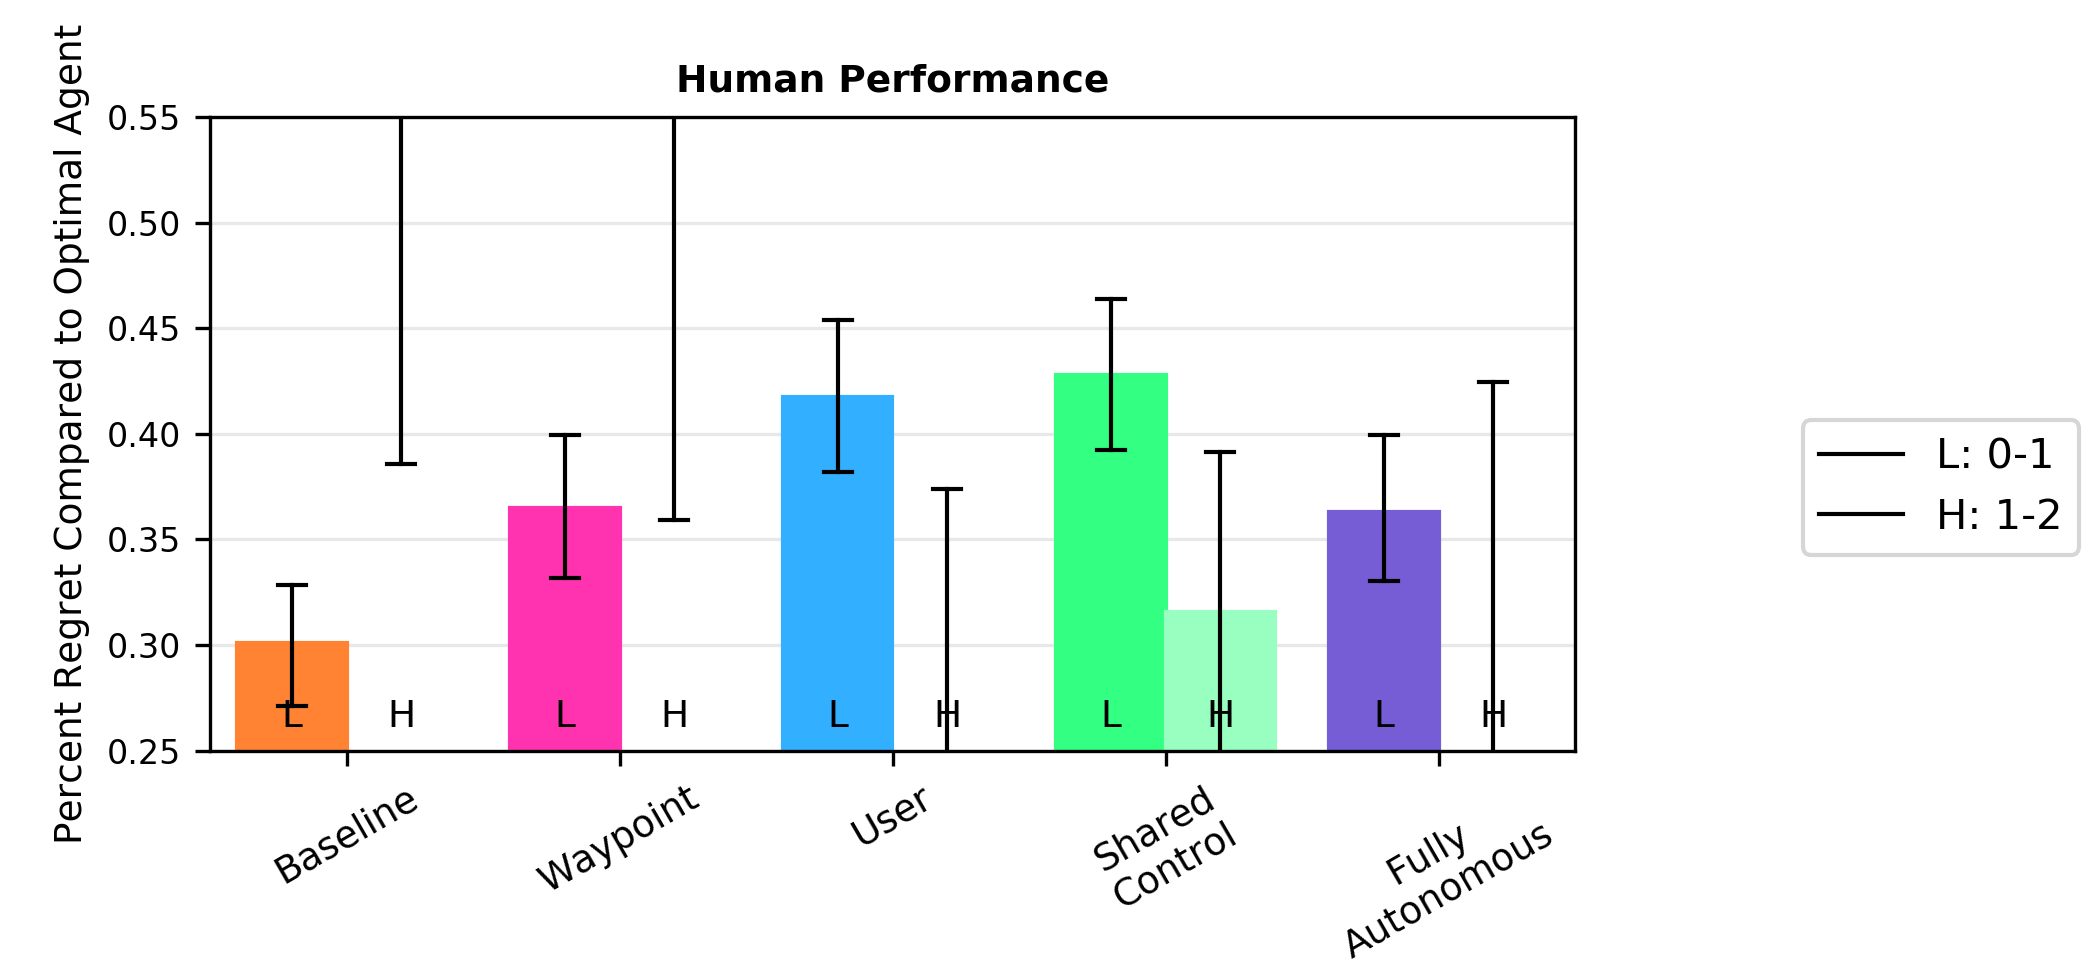 Human Performance
Percent Regret Compared to Optimal Agent
0.55
0.50
0.45
0.40
0.35
0.30
0.25
L H L H L H L H L H
Baseline
Waypoint
User
Shared
Control
Fully
Autonomous
L: 0-1
H: 1-2